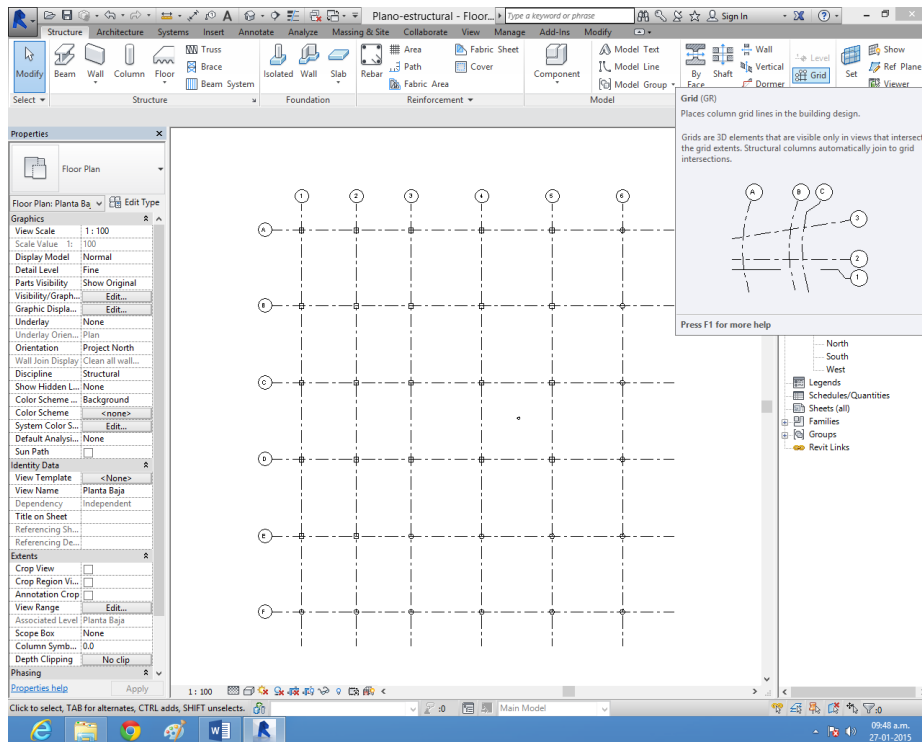 Plano-estructural - Floor... Type a keyword or phrase Sign In
Structure Architecture Systems Insert Annotate Analyze Massing & Site Collaborate View Manage Add-Ins Modify
Modify Beam Wall Column Floor Truss Brace Beam System Isolated Wall Slab Rebar Area Path Fabric Area Fabric Sheet Cover Component Model Text Model Line Model Group By Face Shaft Wall Vertical Dormer Level Grid Set Show Ref Plane Viewer
Select Structure Foundation Reinforcement Model
Grid (GR)
Places column grid lines in the building design.
Grids are 3D elements that are visible only in views that intersect
the grid extents. Structural columns automatically join to grid
intersections.
A B C
3
2
1
Press F1 for more help
Properties
Floor Plan
Floor Plan: Planta Ba Edit Type
Graphics
View Scale 1 : 100
Scale Value 1: 100
Display Model Normal
Detail Level Fine
Parts Visibility Show Original
Visibility/Graph... Edit...
Graphic Displa... Edit...
Underlay None
Underlay Orien... Plan
Orientation Project North
Wall Join Display Clean all wall...
Discipline Structural
Show Hidden L... None
Color Scheme ... Background
Color Scheme <none>
System Color S... Edit...
Default Analysi... None
Sun Path
Identity Data
View Template <None>
View Name Planta Baja
Dependency Independent
Title on Sheet
Referencing Sh...
Referencing De...
Extents
Crop View
Crop Region Vi...
Annotation Crop
View Range Edit...
Associated Level Planta Baja
Scope Box None
Column Symb... 0.0
Depth Clipping No clip
Phasing
Properties help Apply
1 2 3 4 5 6
A
B
C
D
E
F
North
South
West
Legends
Schedules/Quantities
Sheets (all)
Families
Groups
Revit Links
1 : 100
Click to select, TAB for alternates, CTRL adds, SHIFT unselects. :0 Main Model :0
09:48 a.m.
27-01-2015